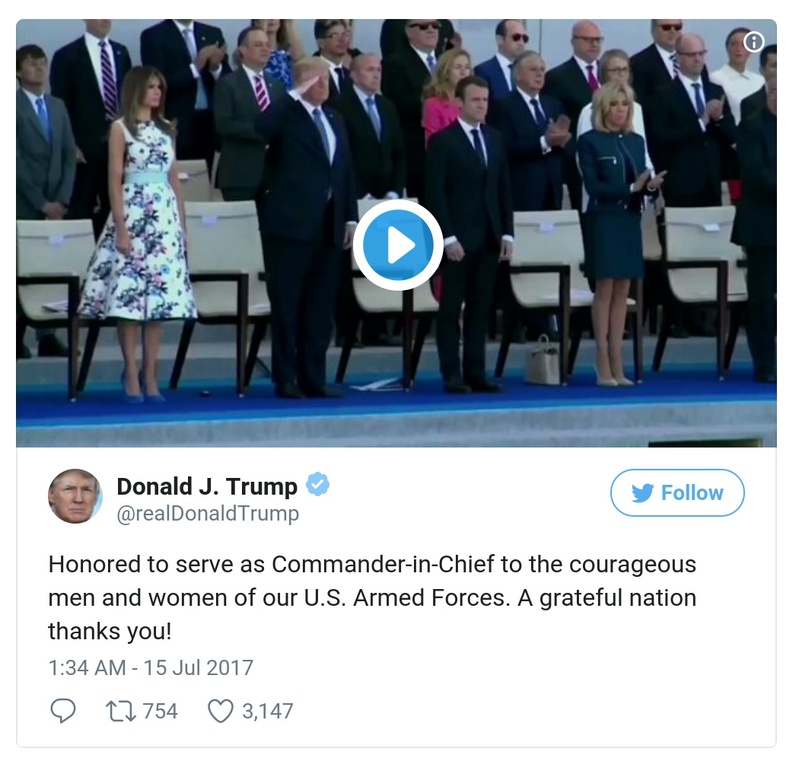 Donald J. Trump
@realDonaldTrump
Follow
Honored to serve as Commander-in-Chief to the courageous
men and women of our U.S. Armed Forces. A grateful nation
thanks you!
1:34 AM - 15 Jul 2017
754 3,147